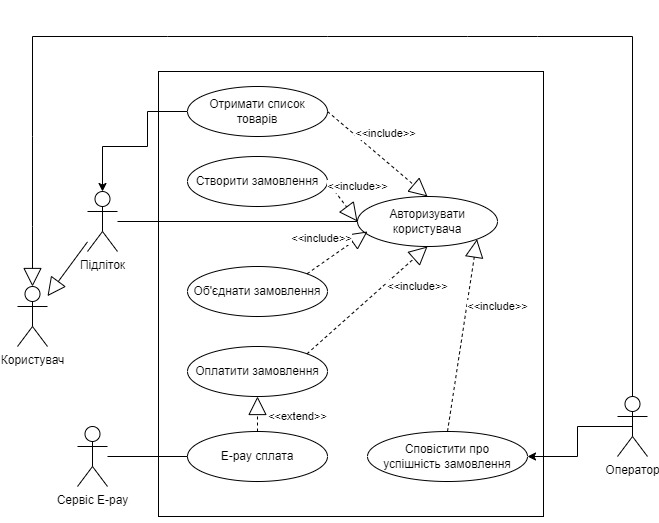 Отримати список
товарів
<<include>>
Створити замовлення
<<include>>
Авторизувати
користувача
<<include>>
Підліток
Об'єднати замовлення
<<include>>
<<include>>
Користувач
Оплатити замовлення
<<extend>>
E-pay сплата
Сповістити про
успішність замовлення
Оператор
Сервіс E-pay